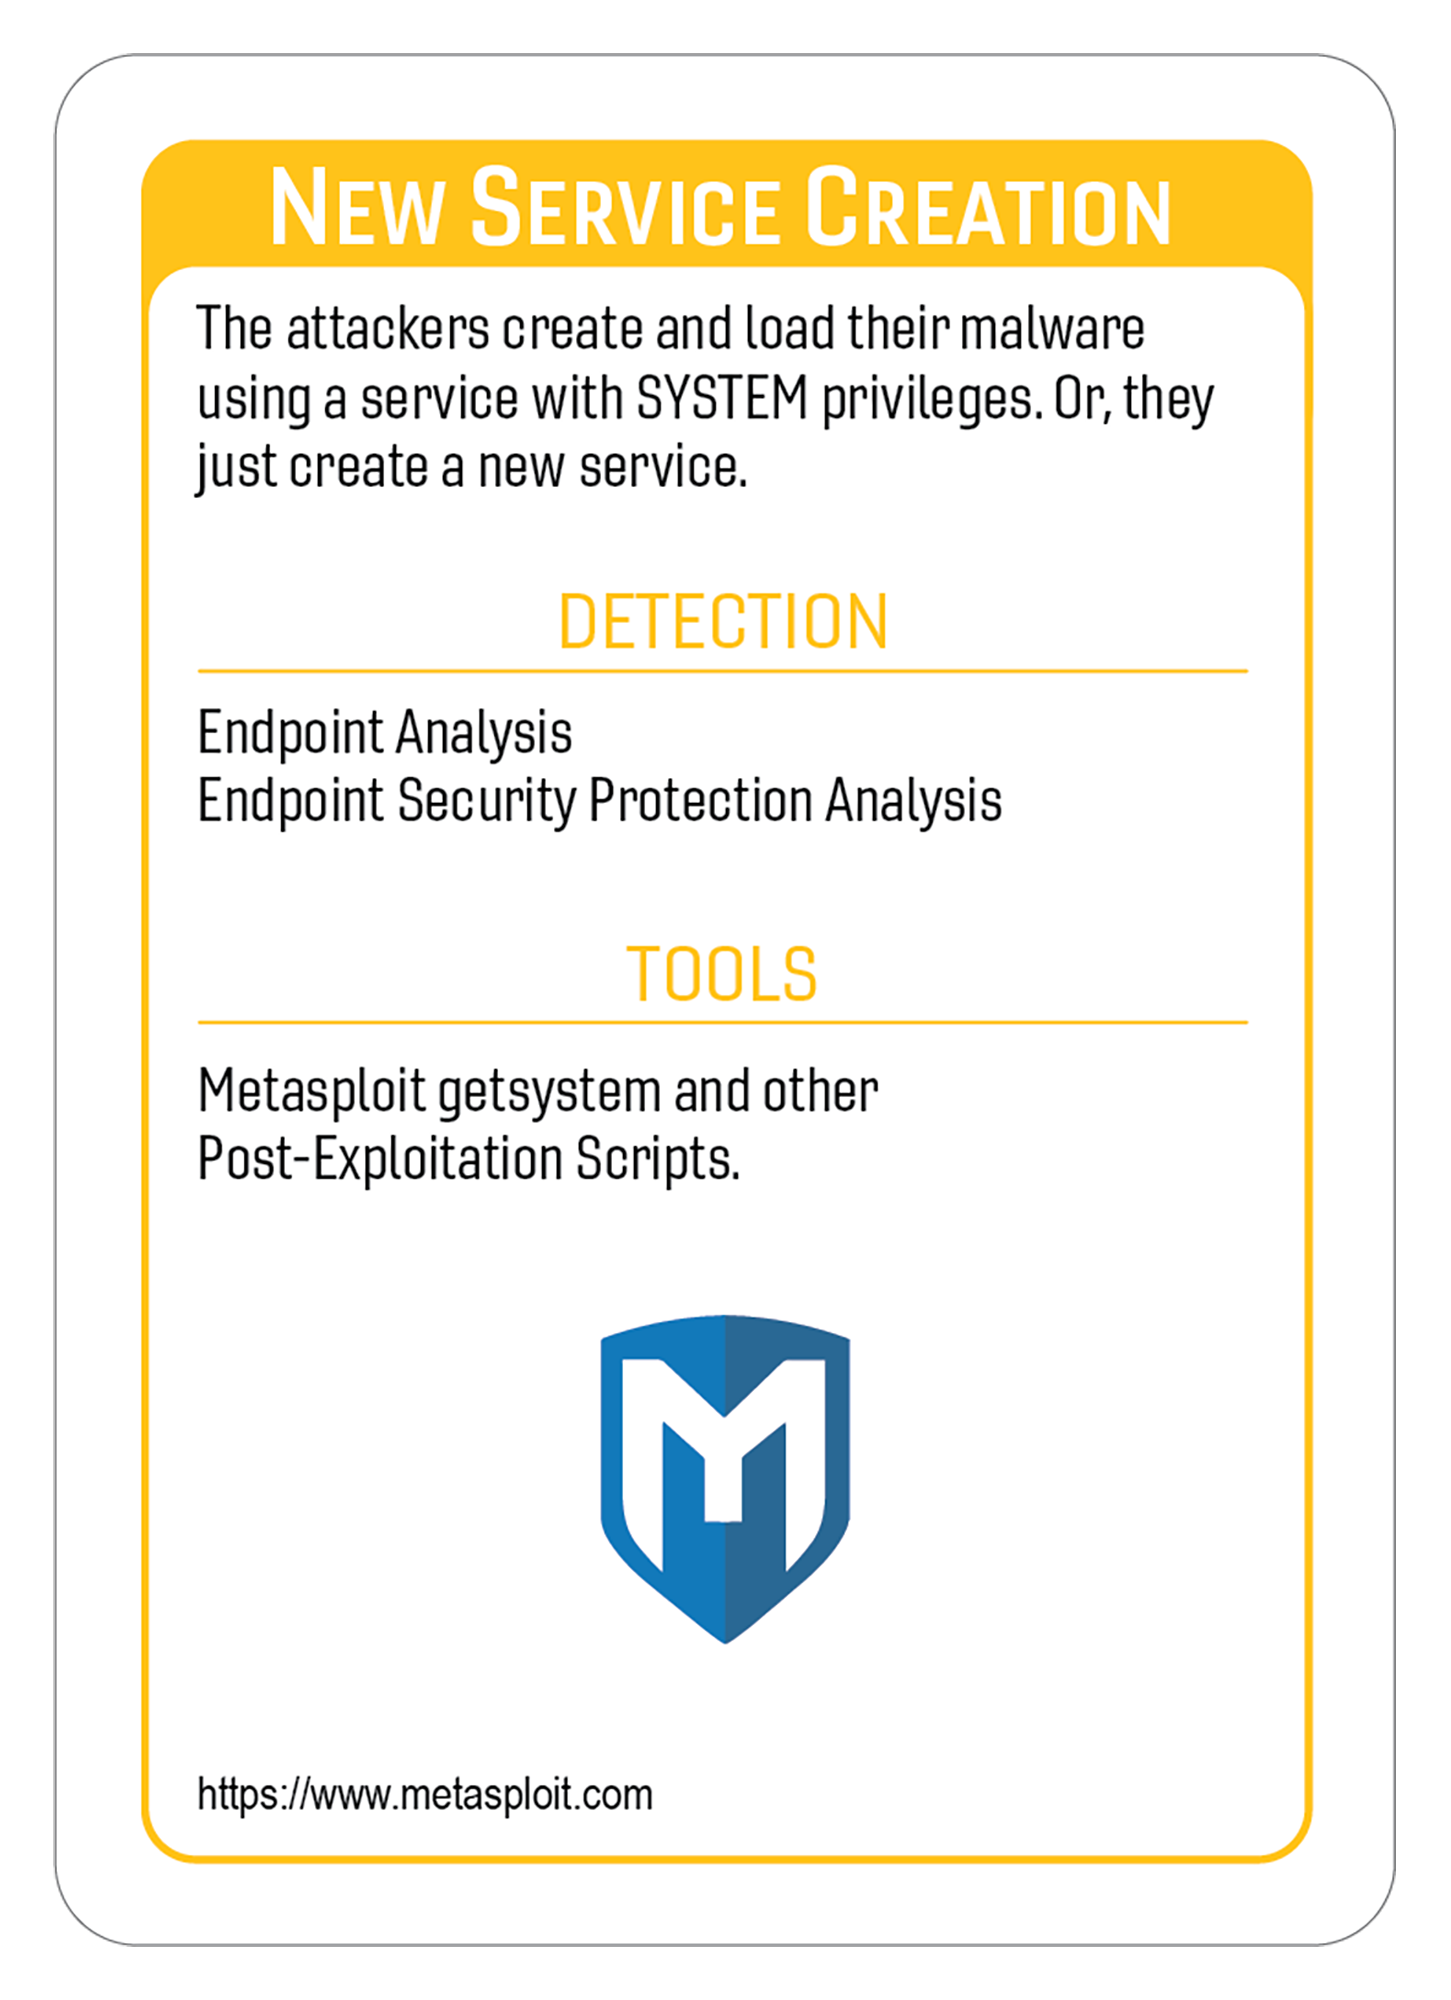 New Service Creation
The attackers create and load their malware
using a service with SYSTEM privileges. Or, they
just create a new service.
DETECTION
Endpoint Analysis
Endpoint Security Protection Analysis
TOOLS
Metasploit getsystem and other
Post-Exploitation Scripts.
M
https://www.metasploit.com